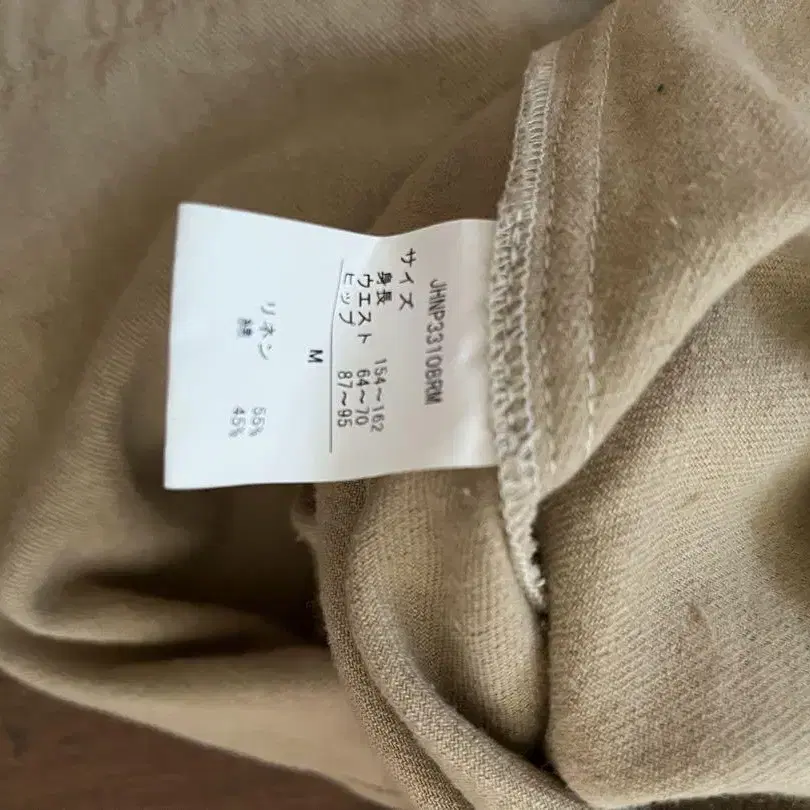 JHNP33106RM
サイズ
身長 154～162
ウエスト 64～70
ヒップ 87～95
M
リネン 55%
綿 45%